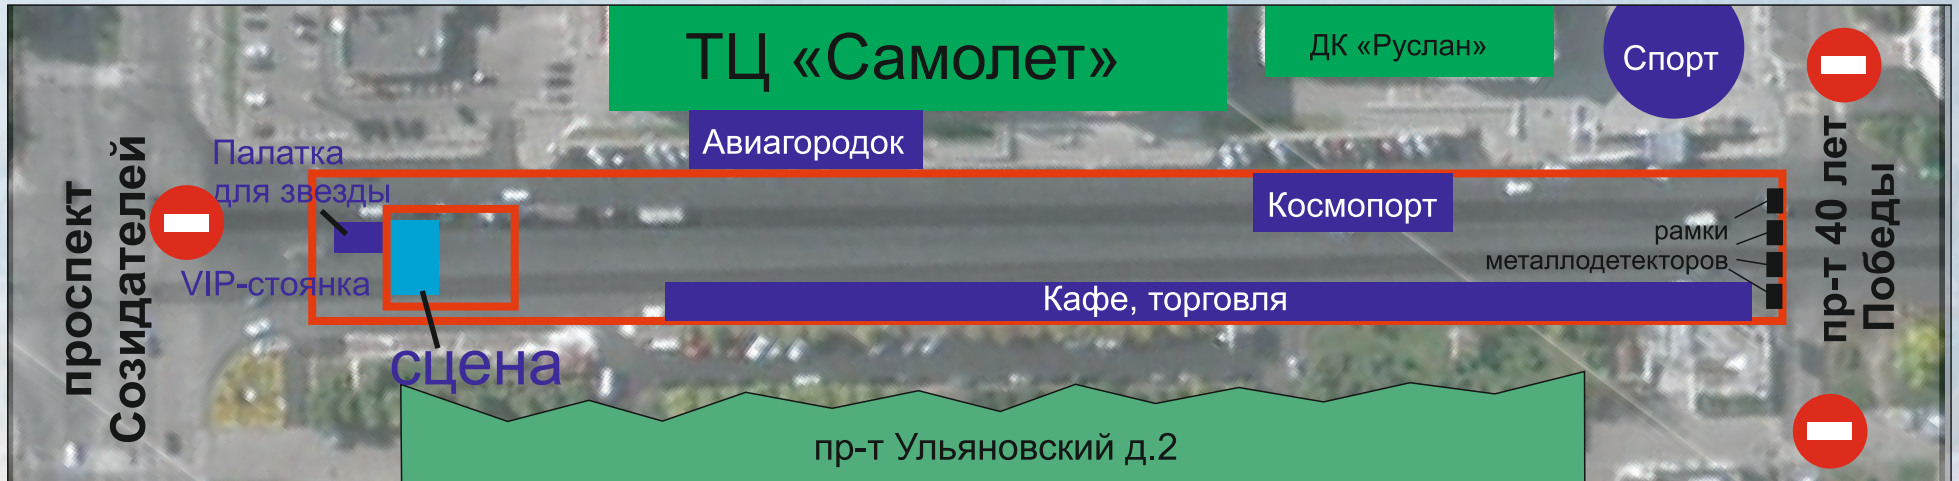 ТЦ «Самолет»
ДК «Руслан»
Спорт
Авиагородок
Палатка
для звезды
проспект
Созидателей
VIP-стоянка
Космопорт
рамки
металлодетекторов
пр-т 40 лет
Победы
Кафе, торговля
сцена
пр-т Ульяновский д.2